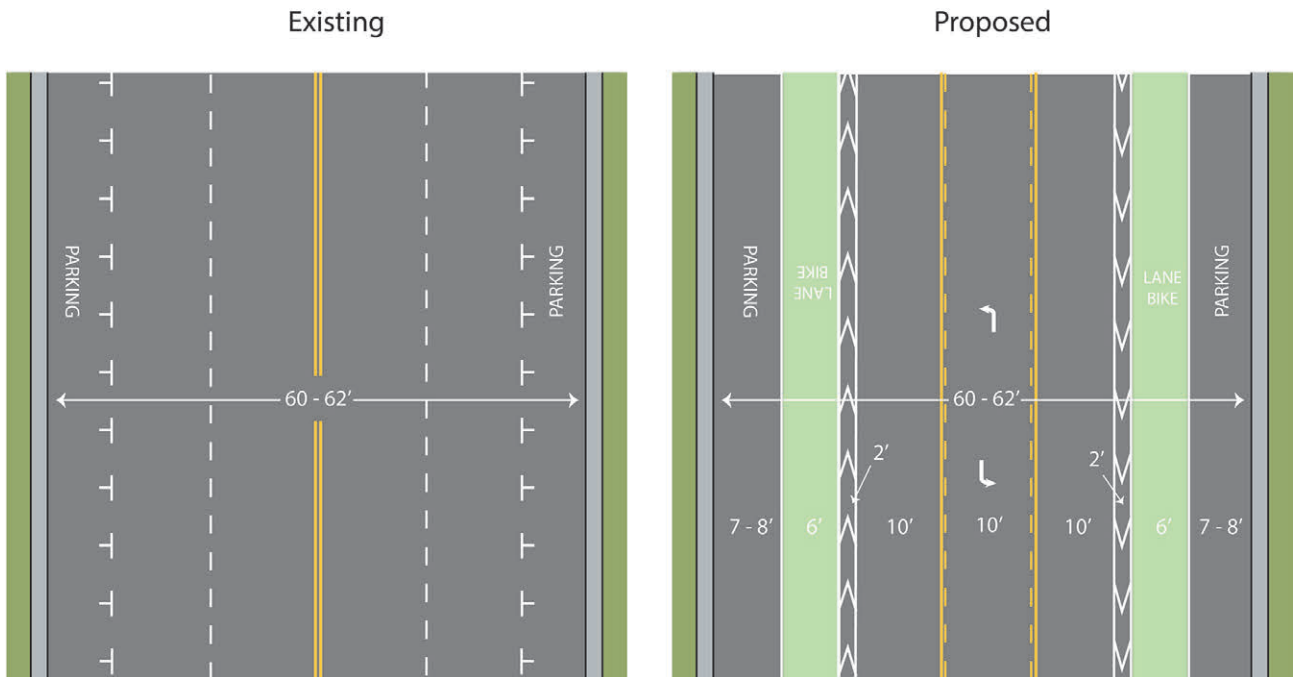 Existing
PARKING
PARKING
60 - 62'
Proposed
PARKING
BIKE
LANE
LANE
BIKE
PARKING
60 - 62'
2'
2'
7 - 8'
6'
10'
10'
10'
6'
7 - 8'